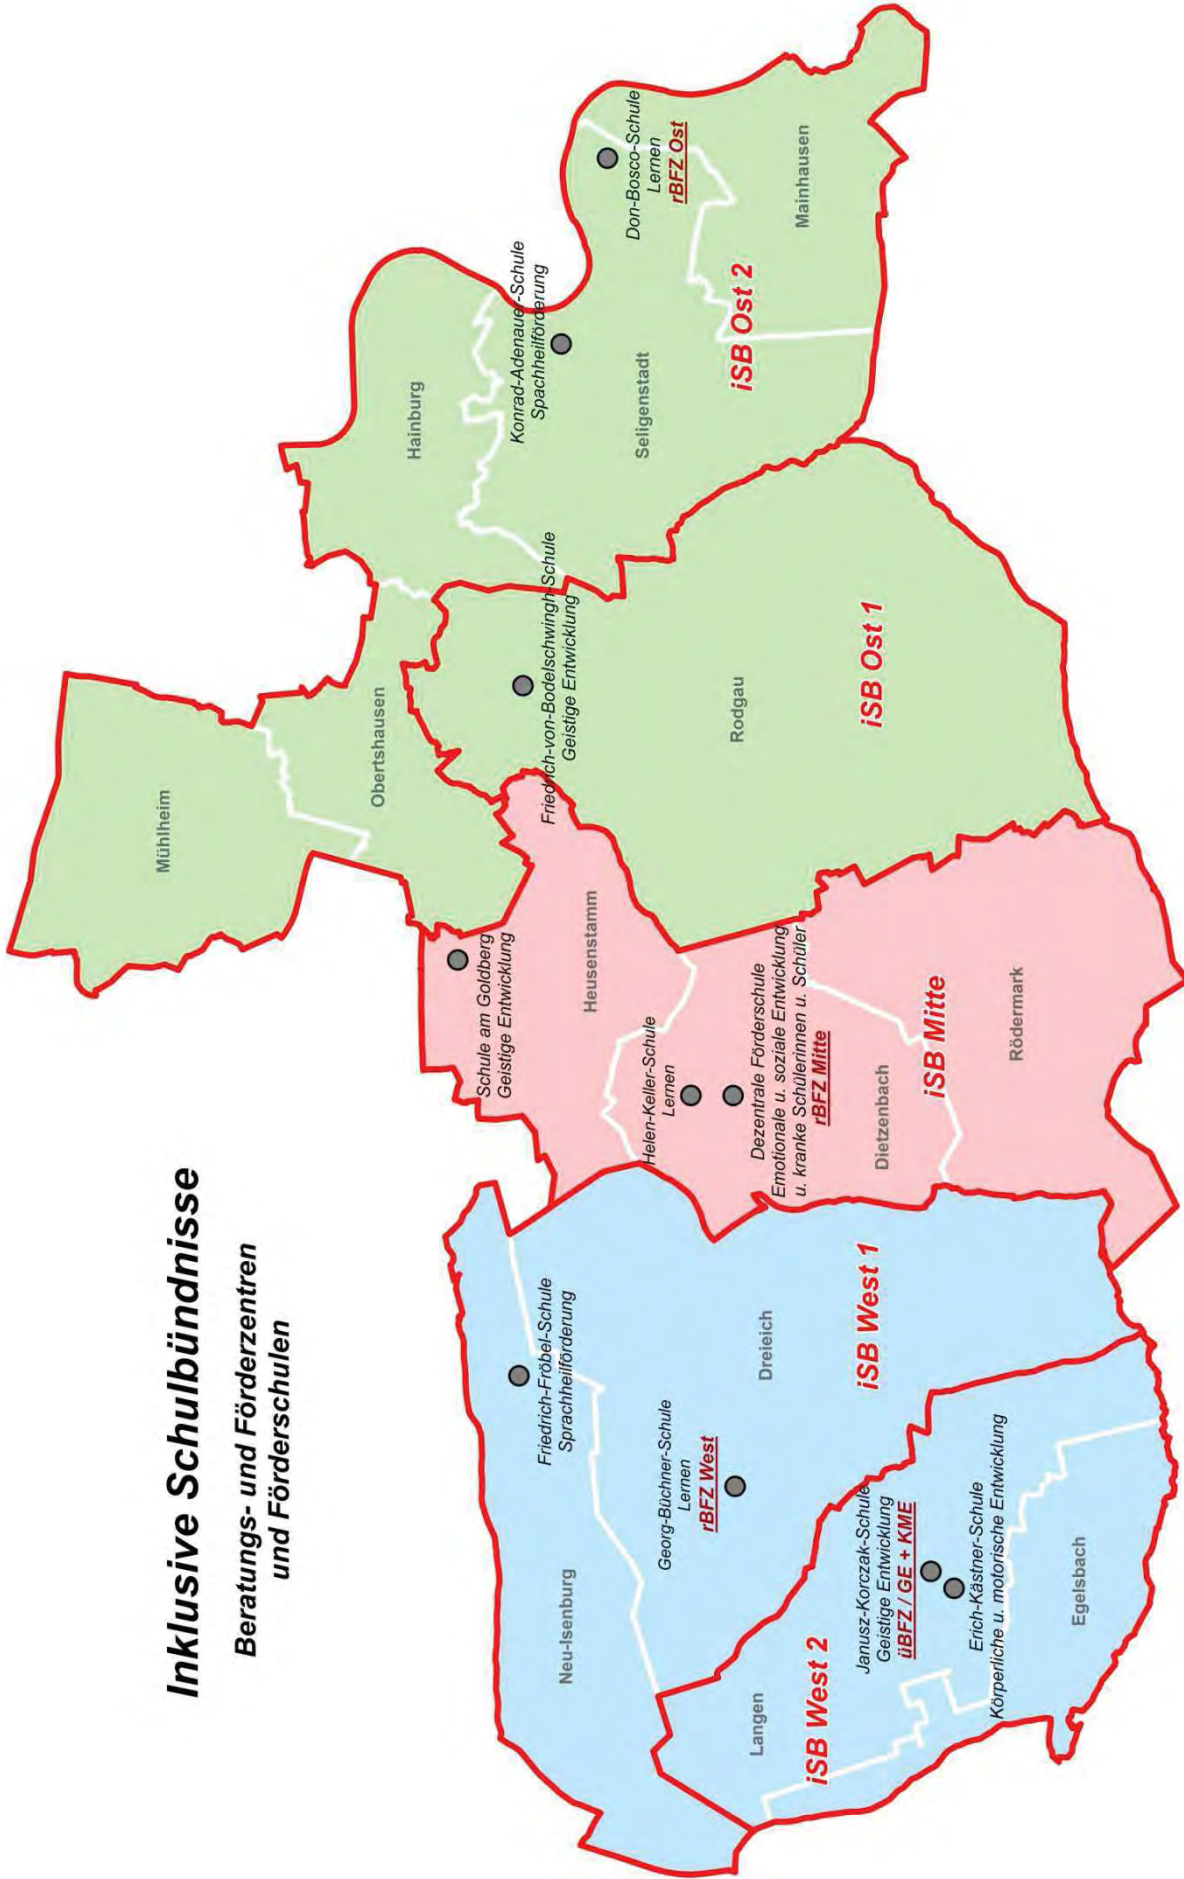 Inklusive Schulbündnisse
Beratungs- und Förderzentren
und Förderschulen
Mühlheim
Obertshausen
Hainburg
Neu-Isenburg
Friedrich-Fröbel-Schule
Sprachheilförderung
Schule am Goldberg
Geistige Entwicklung
Heusenstamm
Friedrich-von-Bodelschwingh-Schule
Geistige Entwicklung
Konrad-Adenauer-Schule
Spachheilförderung
Don-Bosco-Schule
Lernen
rBFZ Ost
Seligenstadt
Mainhausen
iSB Ost 2
Georg-Büchner-Schule
Lernen
rBFZ West
Helen-Keller-Schule
Lernen
Dezentrale Förderschule
Emotionale u. soziale Entwicklung
u. kranke Schülerinnen u. Schüler
rBFZ Mitte
Rodgau
iSB Ost 1
Langen
iSB West 2
Dreieich
iSB West 1
Dietzenbach
iSB Mitte
Rödermark
Janusz-Korczak-Schule
Geistige Entwicklung
üBFZ / GE + KME
Erich-Kästner-Schule
Körperliche u. motorische Entwicklung
Egelsbach